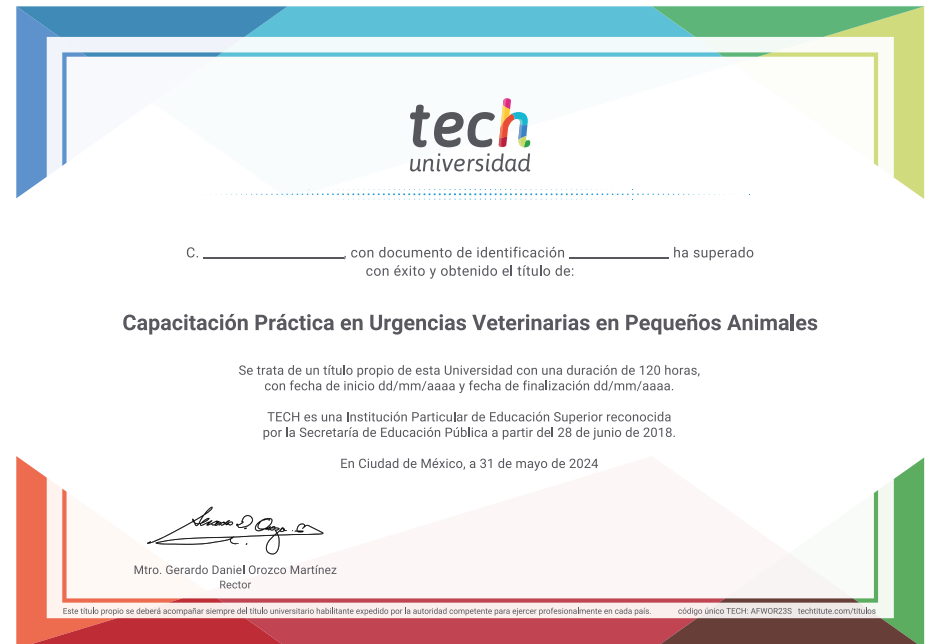 tech
universidad
C. ________________, con documento de identificación ____________ ha superado
con éxito y obtenido el título de:
Capacitación Práctica en Urgencias Veterinarias en Pequeños Animales
Se trata de un título propio de esta Universidad con una duración de 120 horas,
con fecha de inicio dd/mm/aaaa y fecha de finalización dd/mm/aaaa.
TECH es una Institución Particular de Educación Superior reconocida
por la Secretaría de Educación Pública a partir del 28 de junio de 2018.
En Ciudad de México, a 31 de mayo de 2024
Mtro. Gerardo Daniel Orozco Martínez
Rector
Este título propio se deberá acompañar siempre del título universitario habilitante expedido por la autoridad competente para ejercer profesionalmente en cada país. código único TECH: AFWOR23S techtitute.com/titulos